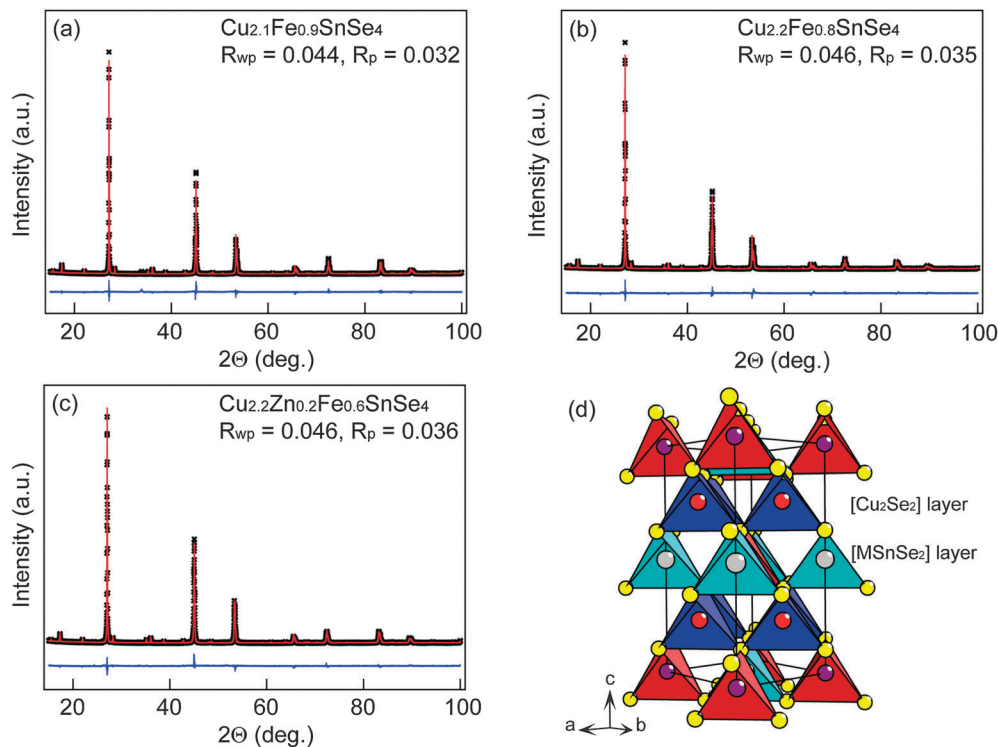 (a)
Cu2.1Fe0.9SnSe4
Rwp = 0.044, Rp = 0.032
Intensity (a.u.)
20 40 60 80 100
2Θ (deg.)
(b)
Cu2.2Fe0.8SnSe4
Rwp = 0.046, Rp = 0.035
Intensity (a.u.)
20 40 60 80 100
2Θ (deg.)
(c)
Cu2.2Zn0.2Fe0.6SnSe4
Rwp = 0.046, Rp = 0.036
Intensity (a.u.)
20 40 60 80 100
2Θ (deg.)
(d)
[Cu2Se2] layer
[MSnSe2] layer
c
a b